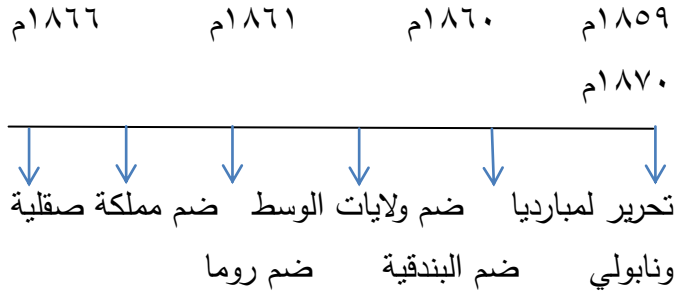 ١٨٥٩م ١٨٦٠م ١٨٦١م ١٨٦٦م
١٨٧٠م
تحرير لمبارديا ضم ولايات الوسط ضم مملكة صقلية
ونابولي ضم البندقية ضم روما